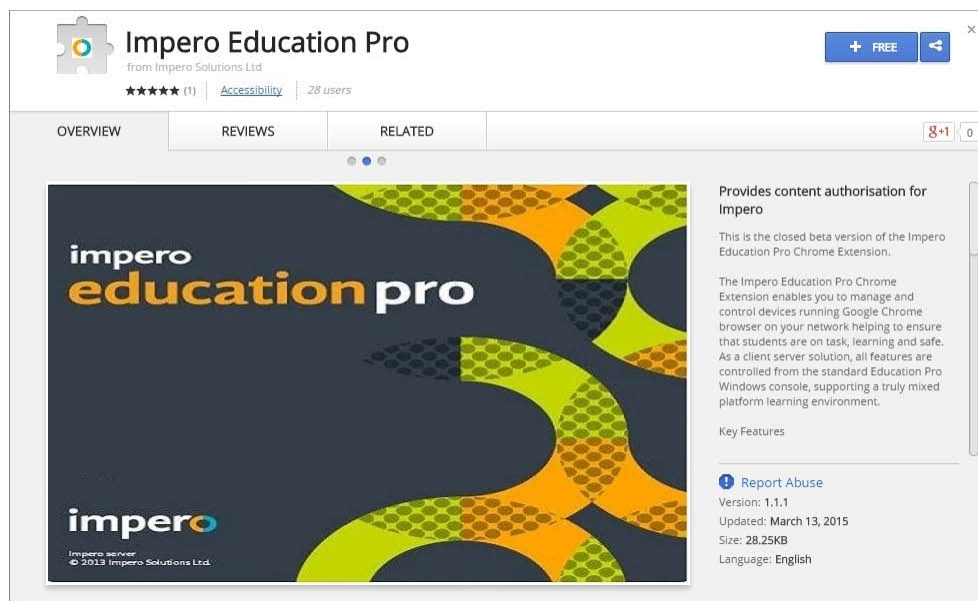 Impero Education Pro
from Impero Solutions Ltd
(1) Accessibility 28 users
+ FREE
OVERVIEW REVIEWS RELATED
g+1 0
impero
educationpro
impero
Impero server
© 2013 Impero Solutions Ltd.
Provides content authorisation for
Impero
This is the closed beta version of the Impero
Education Pro Chrome Extension.
The Impero Education Pro Chrome
Extension enables you to manage and
control devices running Google Chrome
browser on your network helping to ensure
that students are on task, learning and safe.
As a client server solution, all features are
controlled from the standard Education Pro
Windows console, supporting a truly mixed
platform learning environment.
Key Features
Report Abuse
Version: 1.1.1
Updated: March 13, 2015
Size: 28.25KB
Language: English